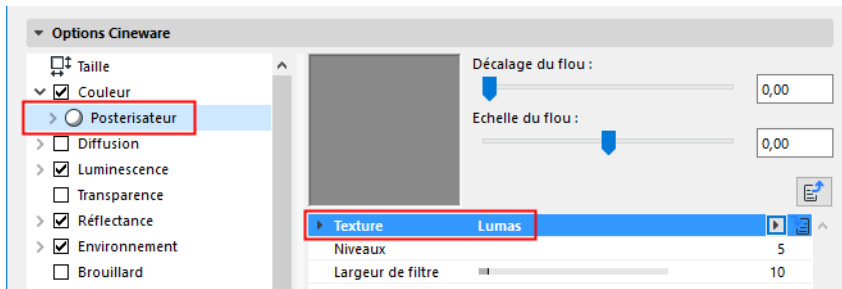 Options Cineware
Taille
Couleur
Posterisateur
Diffusion
Luminescence
Transparence
Réflectance
Environnement
Brouillard
Décalage du flou :
0,00
Echelle du flou :
0,00
Texture Lumas
Niveaux 5
Largeur de filtre 10